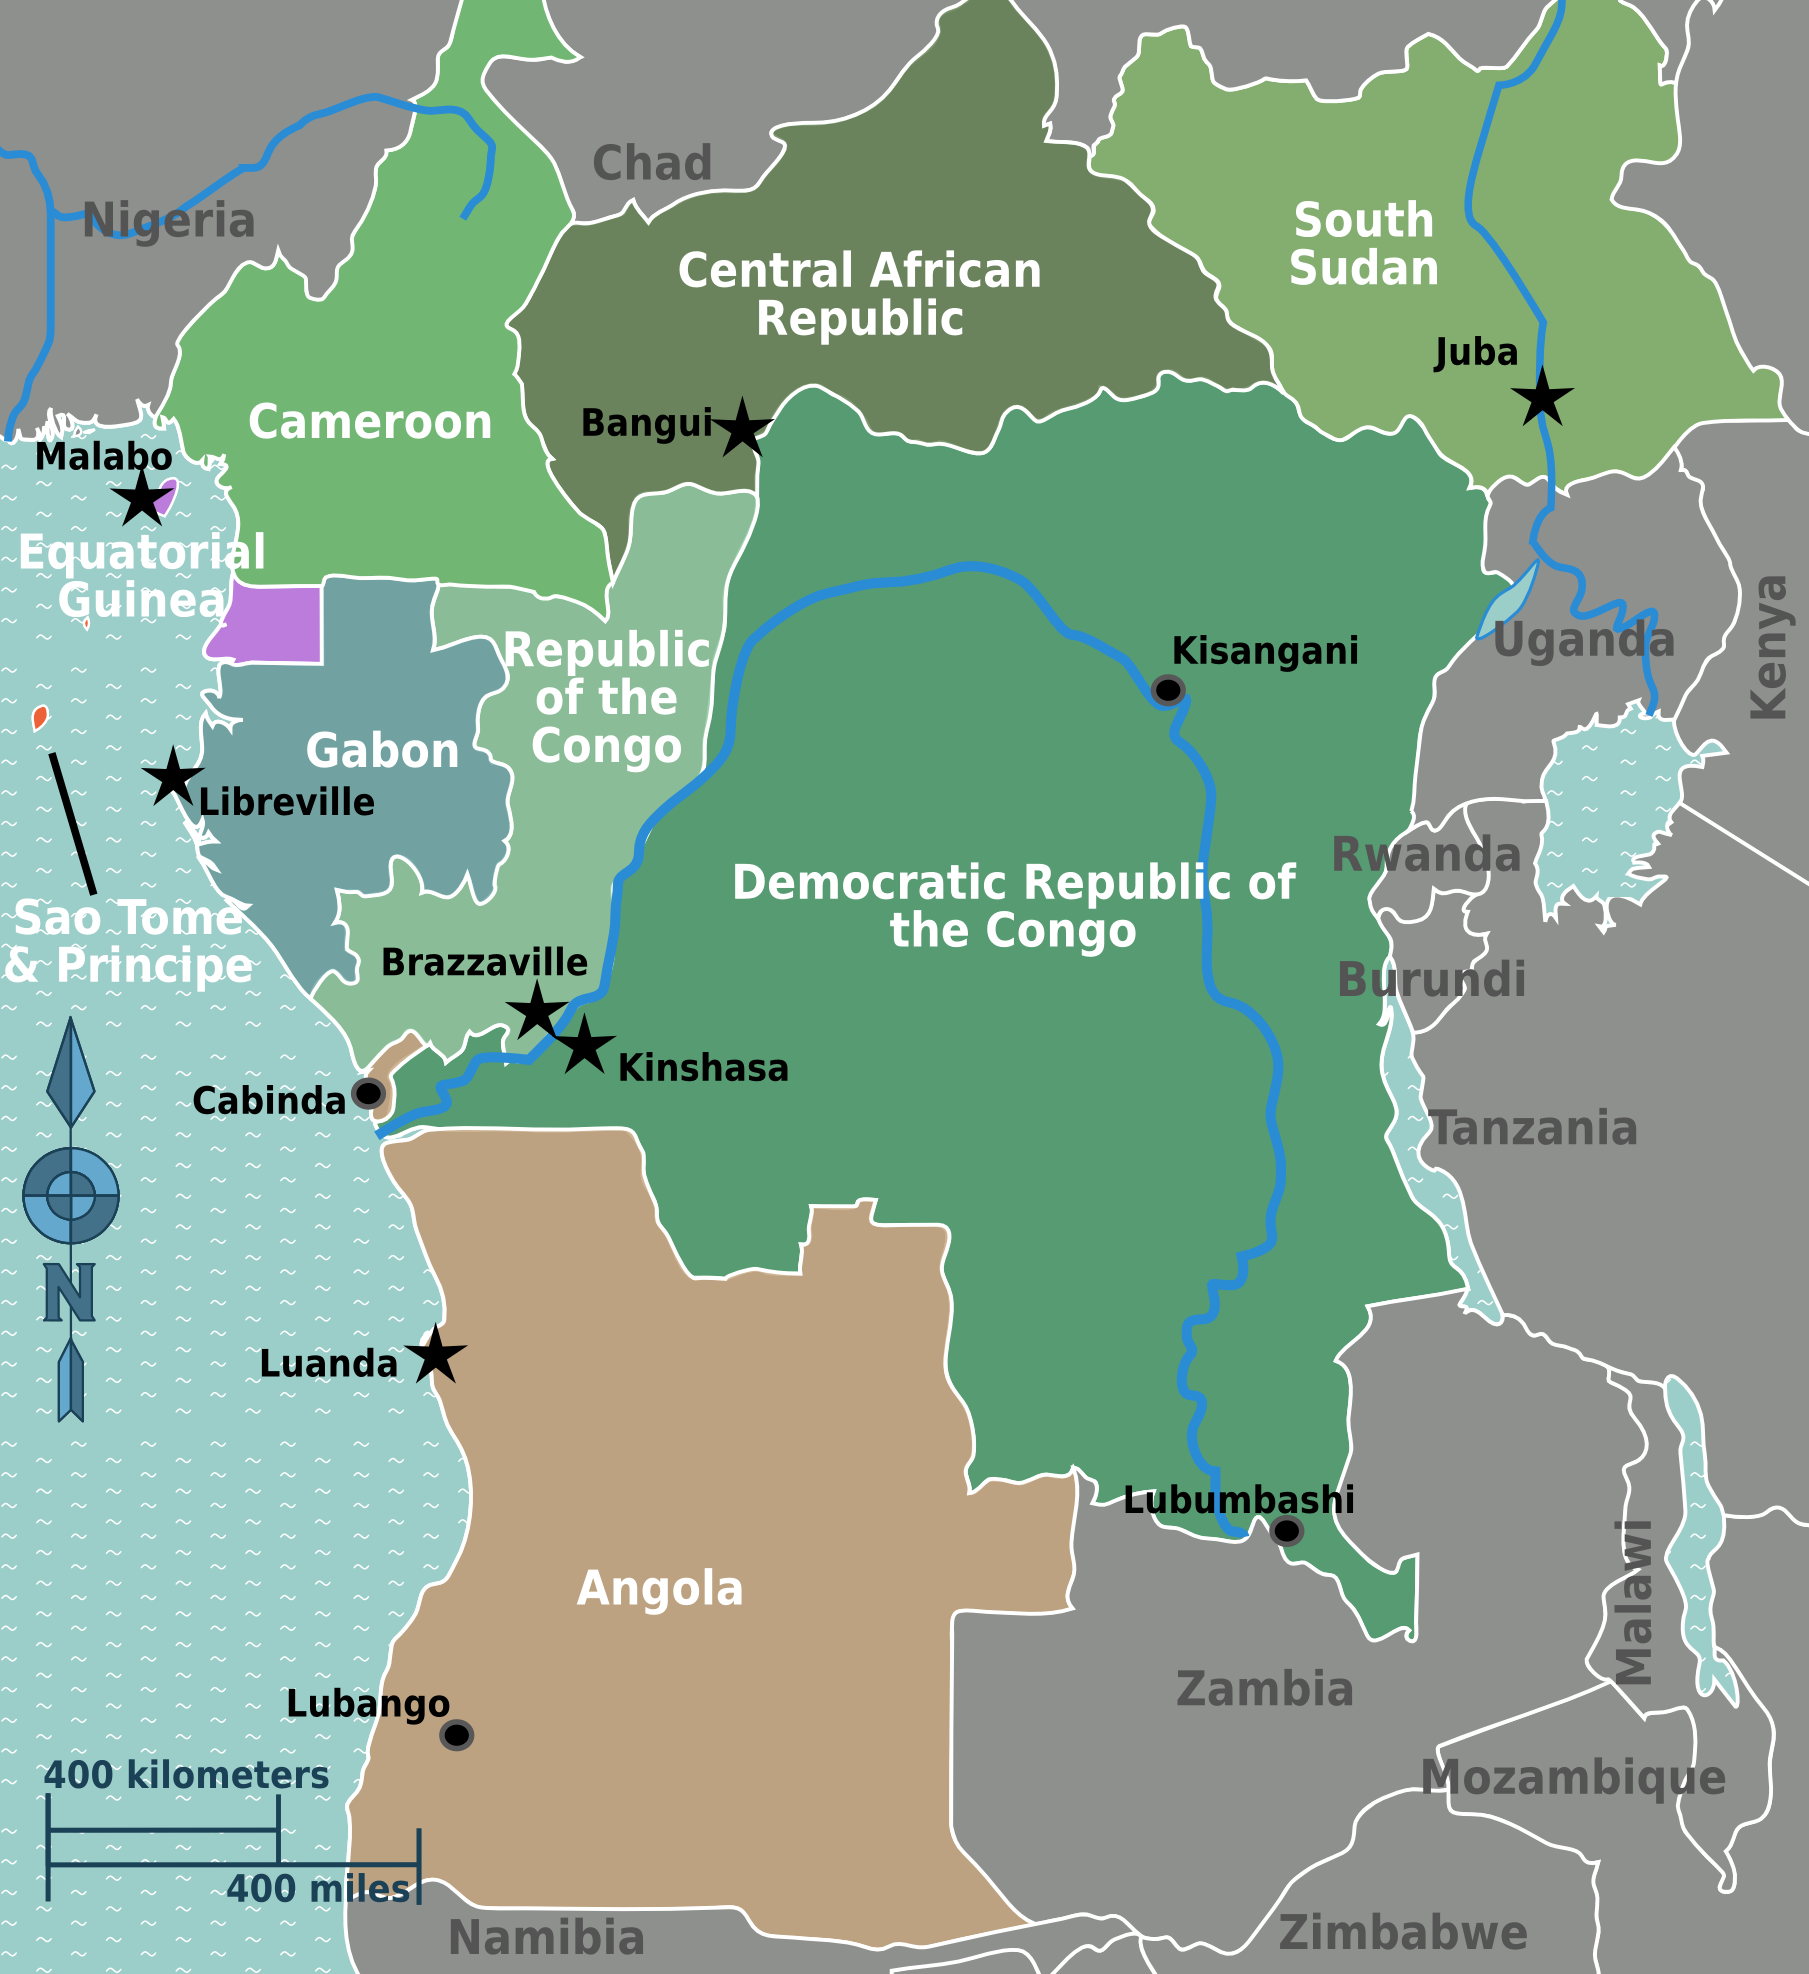 Chad
Nigeria
South
Sudan
Central African
Republic
Juba
Cameroon
Bangui
Malabo
Equatorial
Guinea
Republic
of the
Congo
Kisangani
Uganda
Kenya
Gabon
Libreville
Rwanda
Democratic Republic of
the Congo
Sao Tome
& Principe
Brazzaville
Burundi
Kinshasa
Cabinda
Tanzania
N
Luanda
Lubumbashi
Angola
Malawi
Zambia
Lubango
400 kilometers
Mozambique
400 miles
Namibia
Zimbabwe